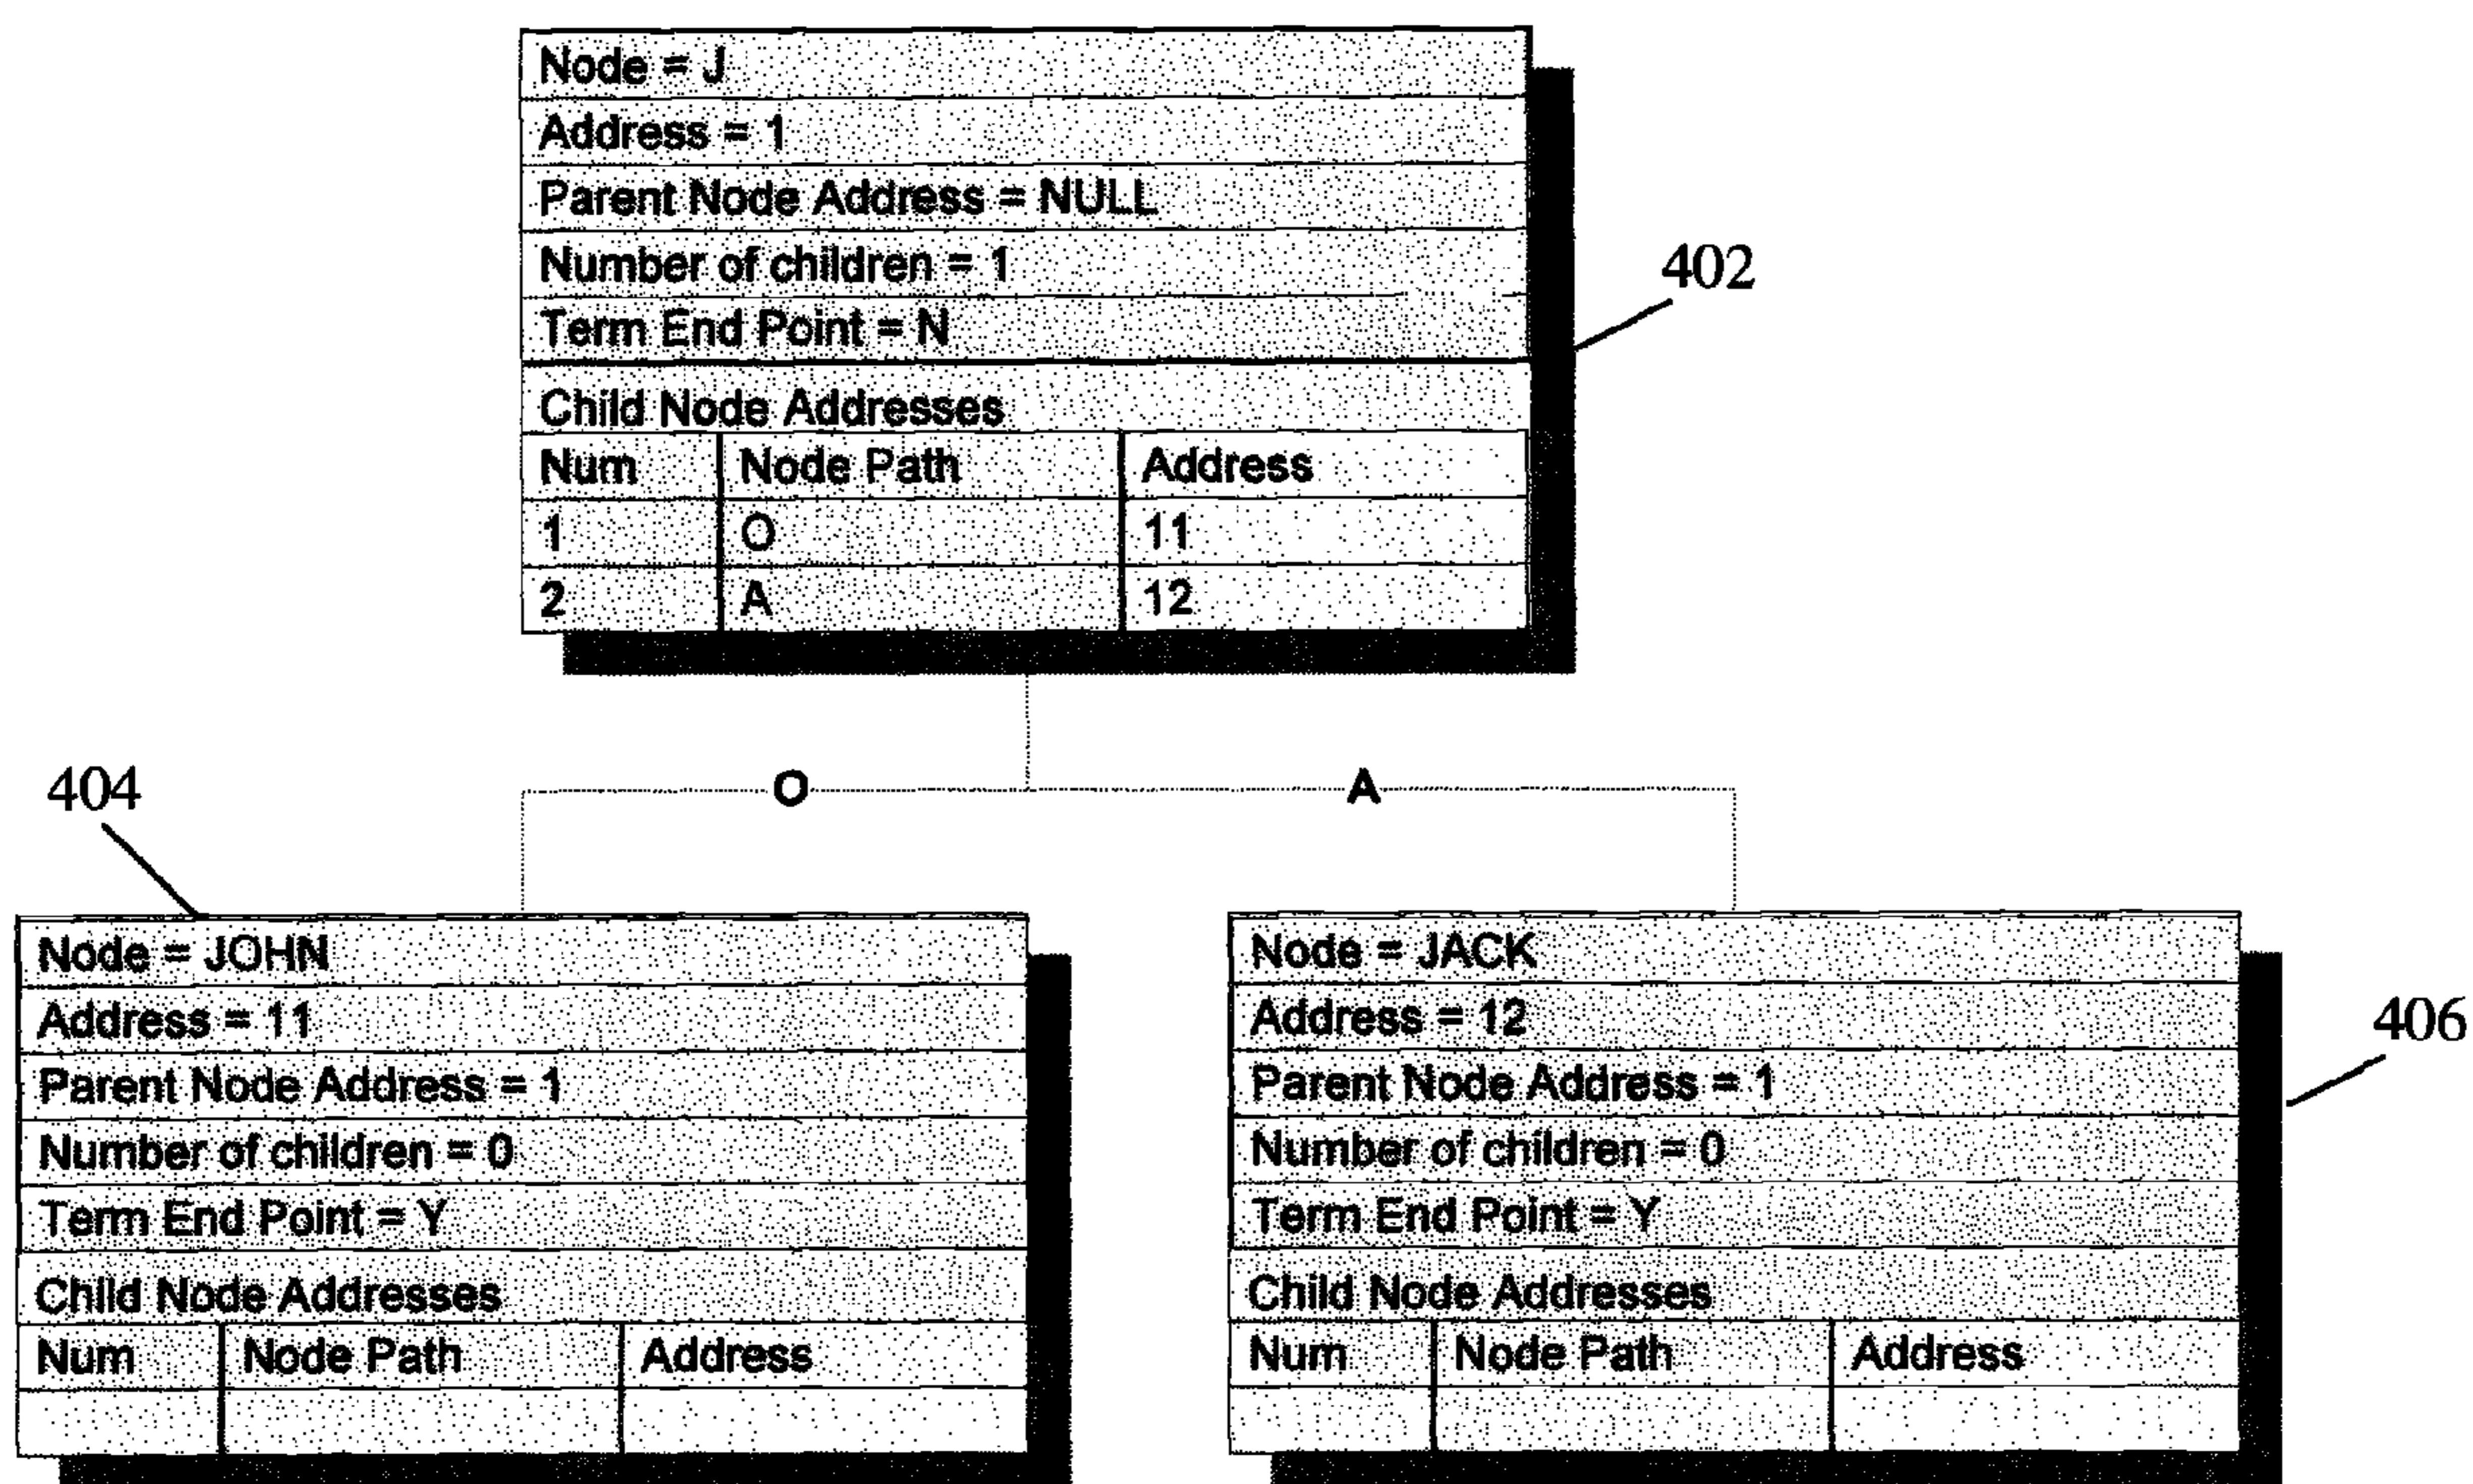 Node = J
Address = 1
Parent Node Address = NULL
Number of children = 1
402
Term End Point = N
Child Node Addresses
Num Node Path Address
1 O 11
2 A 12
404
O A
Node = JOHN
Address = 11
Parent Node Address = 1
Number of children = 0
Term End Point = Y
Child Node Addresses
Num Node Path Address
Node = JACK
Address = 12
406
Parent Node Address = 1
Number of children = 0
Term End Point = Y
Child Node Addresses
Num Node Path Address